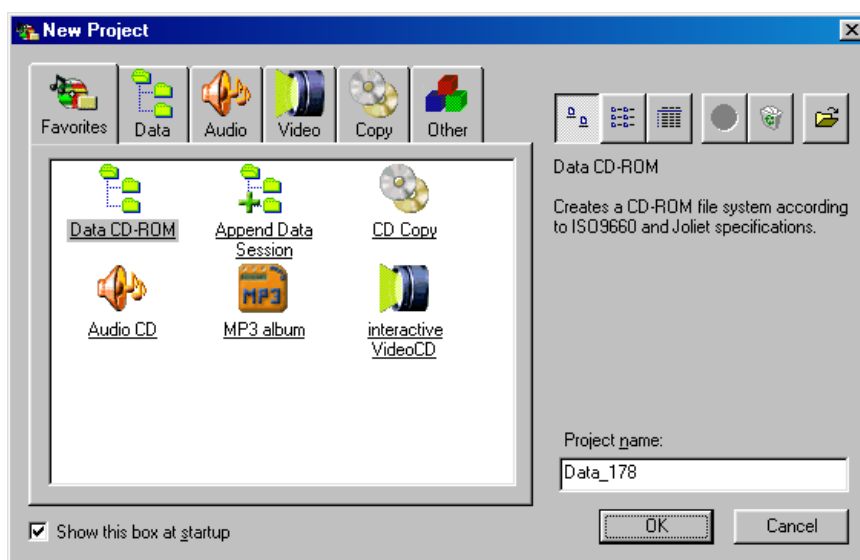 New Project
Favorites
Data
Audio
Video
Copy
Other
Data CD-ROM
Append Data
Session
CD Copy
Audio CD
MP3
MP3 album
interactive
VideoCD
Data CD-ROM
Creates a CD-ROM file system according
to ISO9660 and Joliet specifications.
Project name:
Data_178
Show this box at startup
OK
Cancel